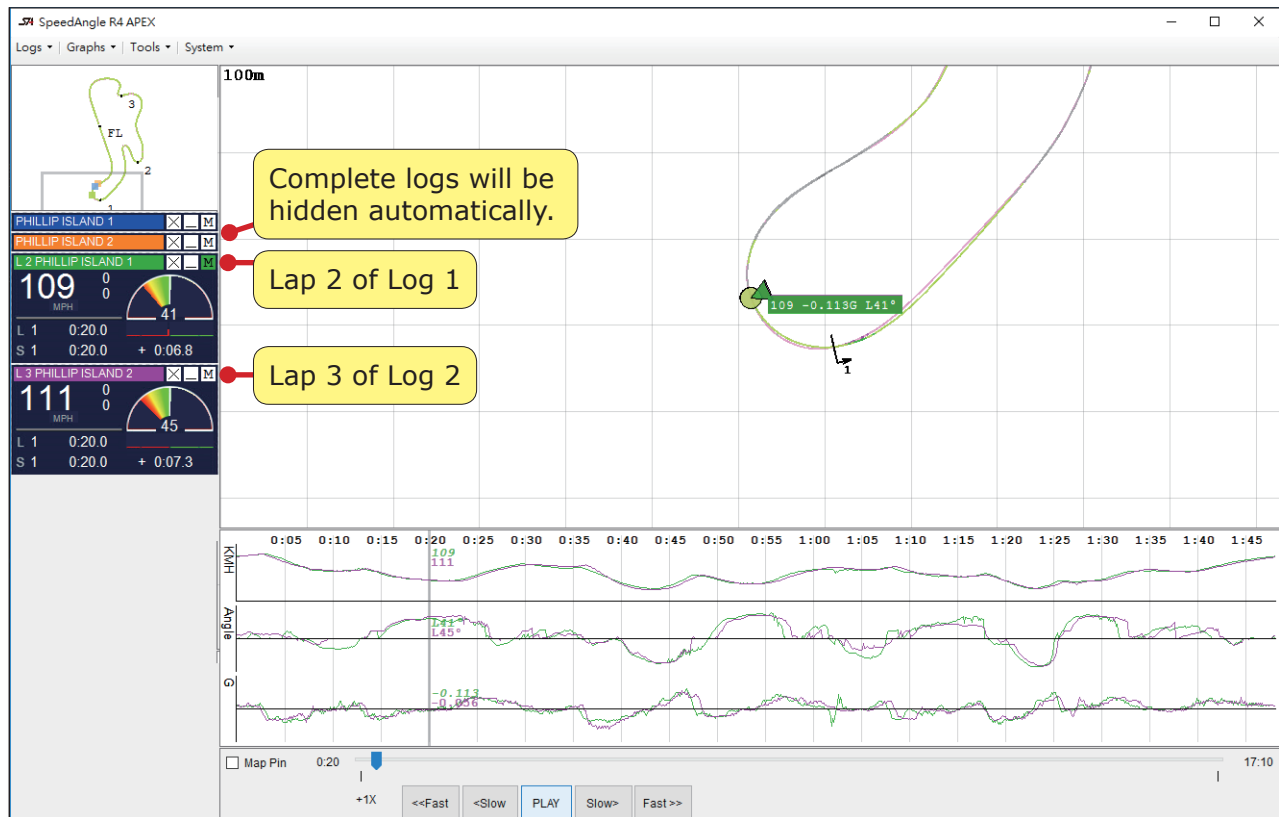 SpeedAngle R4 APEX
Logs Graphs Tools System
100m
3
FL
2
1
Complete logs will be
hidden automatically.
PHILLIP ISLAND 1 M
PHILLIP ISLAND 2 M
L 2 PHILLIP ISLAND 1 M
Lap 2 of Log 1
109 0
0
MPH
41
L 1 0:20.0
S 1 0:20.0 + 0:06.8
109 -0.113G L41°
1
L 3 PHILLIP ISLAND 2 M
Lap 3 of Log 2
111 0
0
MPH
45
L 1 0:20.0
S 1 0:20.0 + 0:07.3
0:05 0:10 0:15 0:20 0:25 0:30 0:35 0:40 0:45 0:50 0:55 1:00 1:05 1:10 1:15 1:20 1:25 1:30 1:35 1:40 1:45
KMH
109
111
Angle
L41°
L45°
G
-0.113
-0.056
Map Pin 0:20 17:10
+1X <<Fast <Slow PLAY Slow> Fast >>